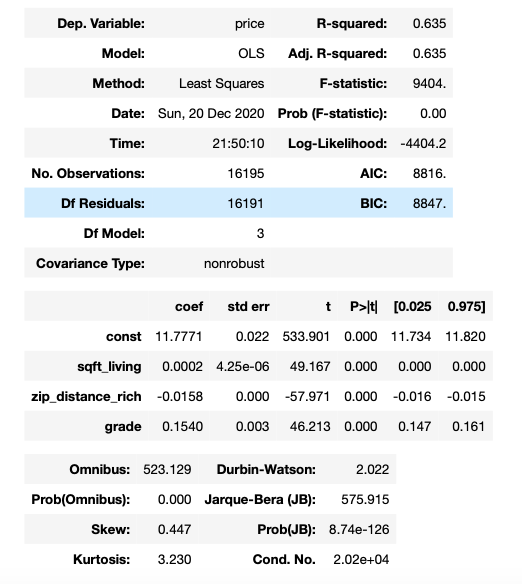 Dep. Variable: price R-squared: 0.635
Model: OLS Adj. R-squared: 0.635
Method: Least Squares F-statistic: 9404.
Date: Sun, 20 Dec 2020 Prob (F-statistic): 0.00
Time: 21:50:10 Log-Likelihood: -4404.2
No. Observations: 16195 AIC: 8816.
Df Residuals: 16191 BIC: 8847.
Df Model: 3
Covariance Type: nonrobust
coef std err t P>|t| [0.025 0.975]
const 11.7771 0.022 533.901 0.000 11.734 11.820
sqft_living 0.0002 4.25e-06 49.167 0.000 0.000 0.000
zip_distance_rich -0.0158 0.000 -57.971 0.000 -0.016 -0.015
grade 0.1540 0.003 46.213 0.000 0.147 0.161
Omnibus: 523.129 Durbin-Watson: 2.022
Prob(Omnibus): 0.000 Jarque-Bera (JB): 575.915
Skew: 0.447 Prob(JB): 8.74e-126
Kurtosis: 3.230 Cond. No. 2.02e+04